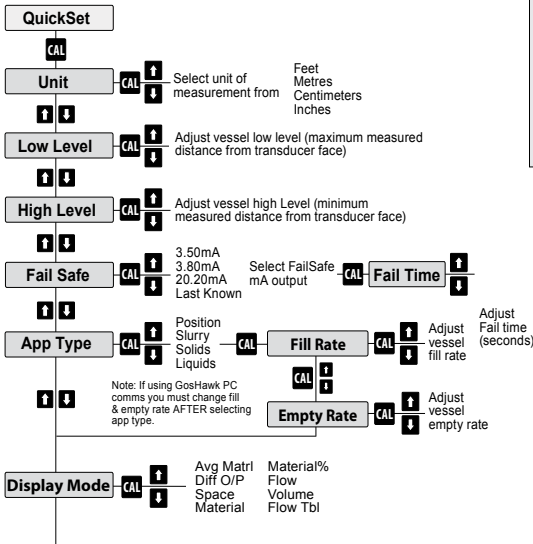 QuickSet
CAL
Unit
CAL
Select unit of
measurement from
Feet
Metres
Centimeters
Inches
Low Level
CAL
Adjust vessel low level (maximum measured
distance from transducer face)
High Level
CAL
Adjust vessel high Level (minimum
measured distance from transducer face)
Fail Safe
CAL
3.50mA
3.80mA
20.20mA
Last Known
Select FailSafe
mA output
CAL
Fail Time
Adjust
Fail time
(seconds)
App Type
CAL
Position
Slurry
Solids
Liquids
CAL
Fill Rate
CAL
Adjust
vessel
fill rate
Note: If using GosHawk PC
comms you must change fill
& empty rate AFTER selecting
app type.
CAL
Empty Rate
CAL
Adjust
vessel
empty rate
Display Mode
CAL
Avg Matrl
Diff O/P
Space
Material
Material%
Flow
Volume
Flow Tbl